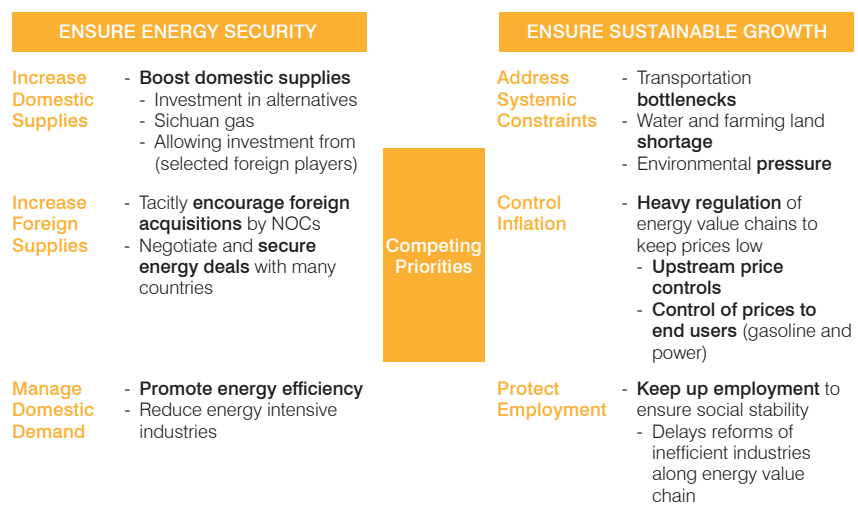 ENSURE ENERGY SECURITY
Increase
Domestic
Supplies
- Boost domestic supplies
- Investment in alternatives
- Sichuan gas
- Allowing investment from
(selected foreign players)
Increase
Foreign
Supplies
- Tacitly encourage foreign
acquisitions by NOCs
- Negotiate and secure
energy deals with many
countries
Manage
Domestic
Demand
- Promote energy efficiency
- Reduce energy intensive
industries
Competing
Priorities
ENSURE SUSTAINABLE GROWTH
Address
Systemic
Constraints
- Transportation
bottlenecks
- Water and farming land
shortage
- Environmental pressure
Control
Inflation
- Heavy regulation of
energy value chains to
keep prices low
- Upstream price
controls
- Control of prices to
end users (gasoline and
power)
Protect
Employment
- Keep up employment to
ensure social stability
- Delays reforms of
inefficient industries
along energy value
chain